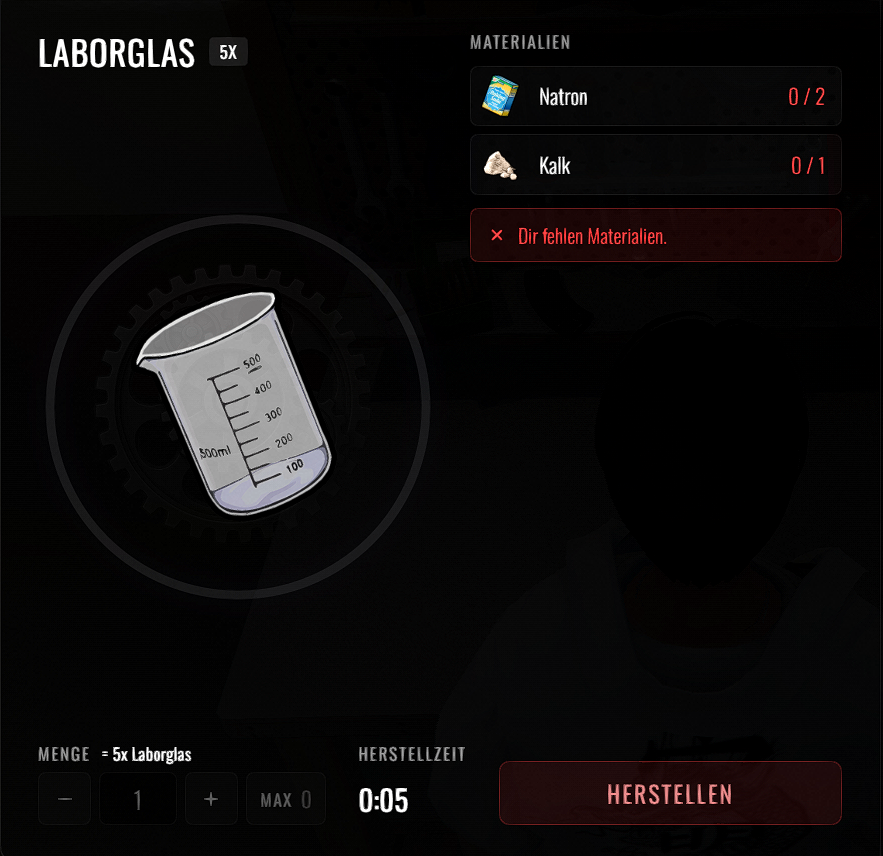 LABORGLAS 5X
MATERIALIEN
Natron 0 / 2
Kalk 0 / 1
✕ Dir fehlen Materialien.
500
400
300
200
100
500ml
MENGE = 5x Laborglas
− 1 + MAX 0
HERSTELLZEIT
0:05
HERSTELLEN